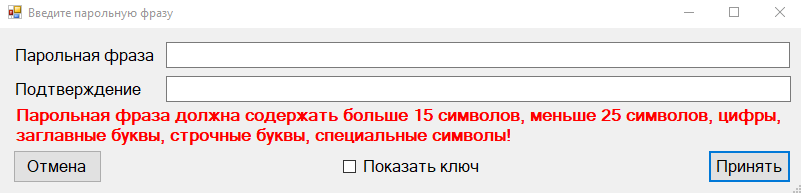 Введите парольную фразу
Парольная фраза
Подтверждение
Парольная фраза должна содержать больше 15 символов, меньше 25 символов, цифры,
заглавные буквы, строчные буквы, специальные символы!
Отмена
Показать ключ
Принять